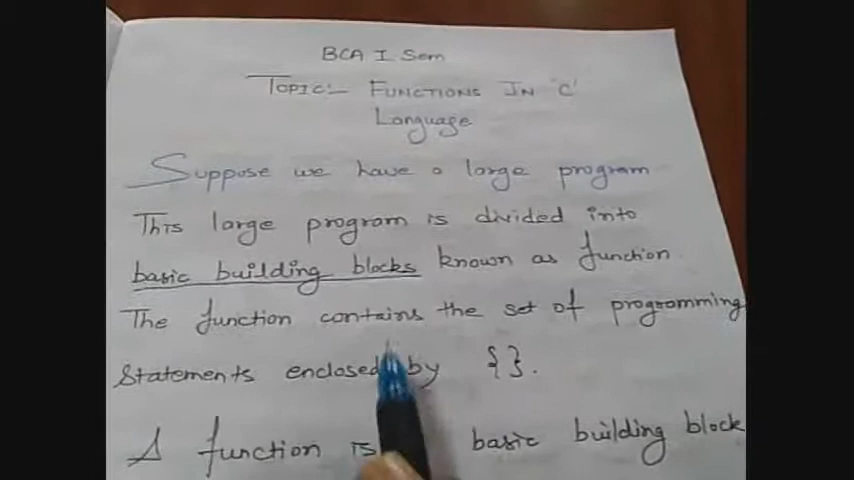 BCA I Sem
Topic:- Functions In 'C'
Language
Suppose we have a large program
This large program is divided into
basic building blocks known as function
The function contains the set of programming
Statements enclosed by {}.
A function is basic building block